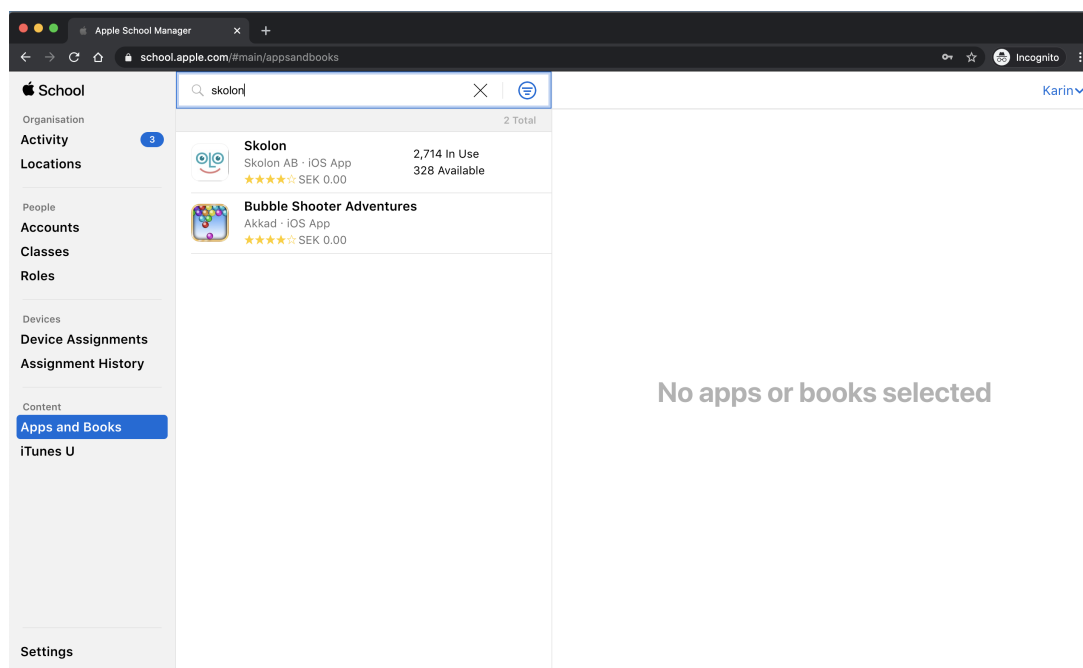 Apple School Manager
school.apple.com/#main/appsandbooks
Incognito
School
skolon
Karin
Organisation
2 Total
Activity 3
Locations
Skolon
Skolon AB · iOS App
SEK 0.00
2,714 In Use
328 Available
People
Accounts
Classes
Roles
Bubble Shooter Adventures
Akkad · iOS App
SEK 0.00
Devices
Device Assignments
Assignment History
Content
Apps and Books
iTunes U
No apps or books selected
Settings